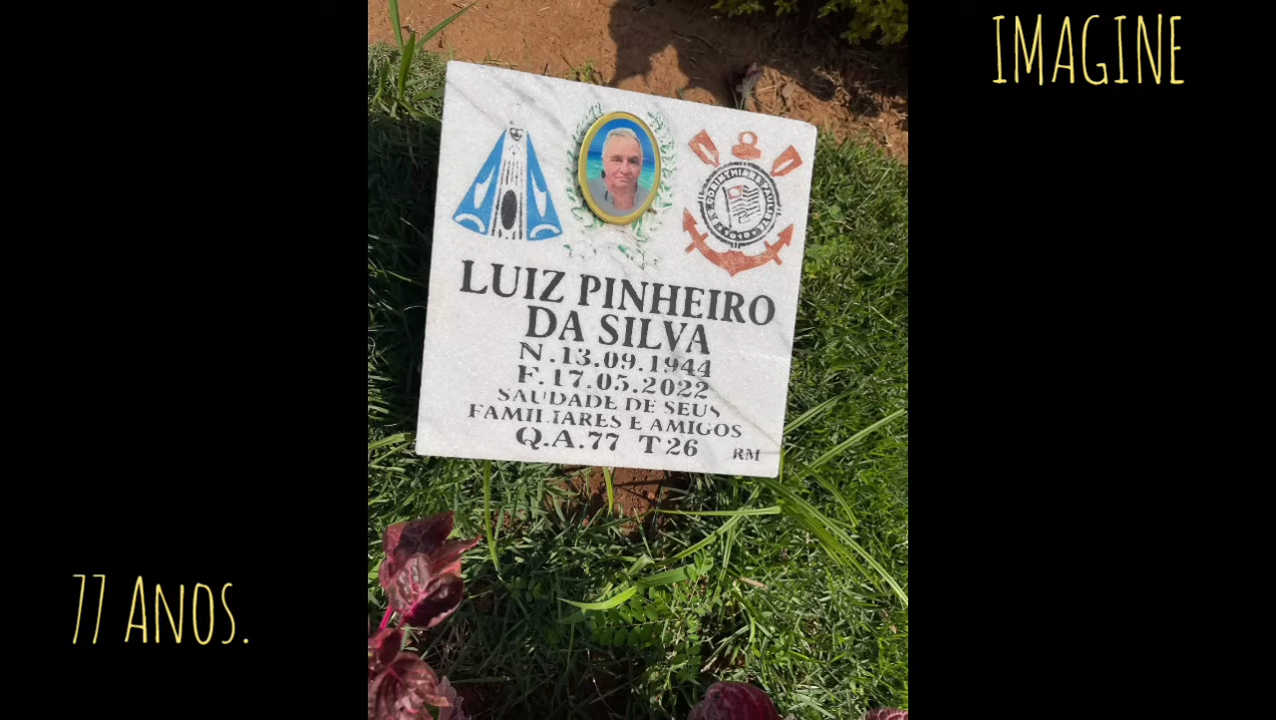 IMAGINE
LUIZ PINHEIRO
DA SILVA
N.13.09.1944
F.17.05.2022
SAUDADE DE SEUS
FAMILIARES E AMIGOS
Q.A.77 T26
RM
77 ANOS.